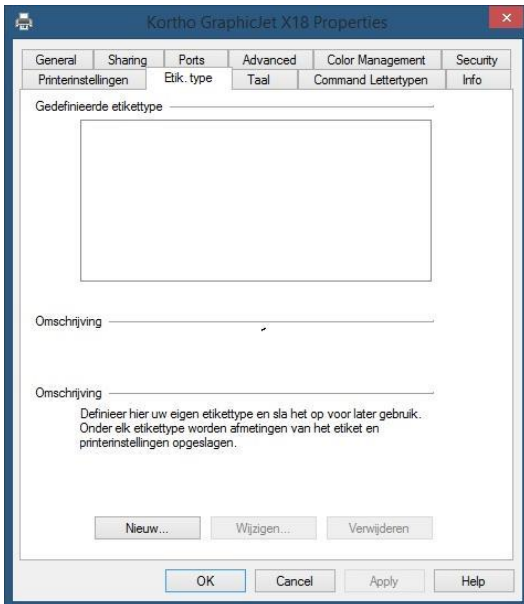 Kortho GraphicJet X18 Properties
General Sharing Ports Advanced Color Management Security
Printerinstellingen Etik. type Taal Command Lettertypen Info
Gedefinieerde etikettype
Omschrijving
Omschrijving
Definieer hier uw eigen etikettype en sla het op voor later gebruik.
Onder elk etikettype worden afmetingen van het etiket en
printerinstellingen opgeslagen.
Nieuw... Wijzigen... Verwijderen
OK Cancel Apply Help